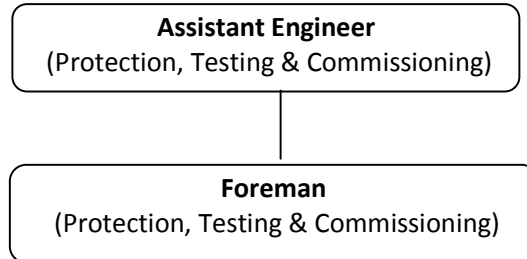 Assistant Engineer
(Protection, Testing & Commissioning)
Foreman
(Protection, Testing & Commissioning)